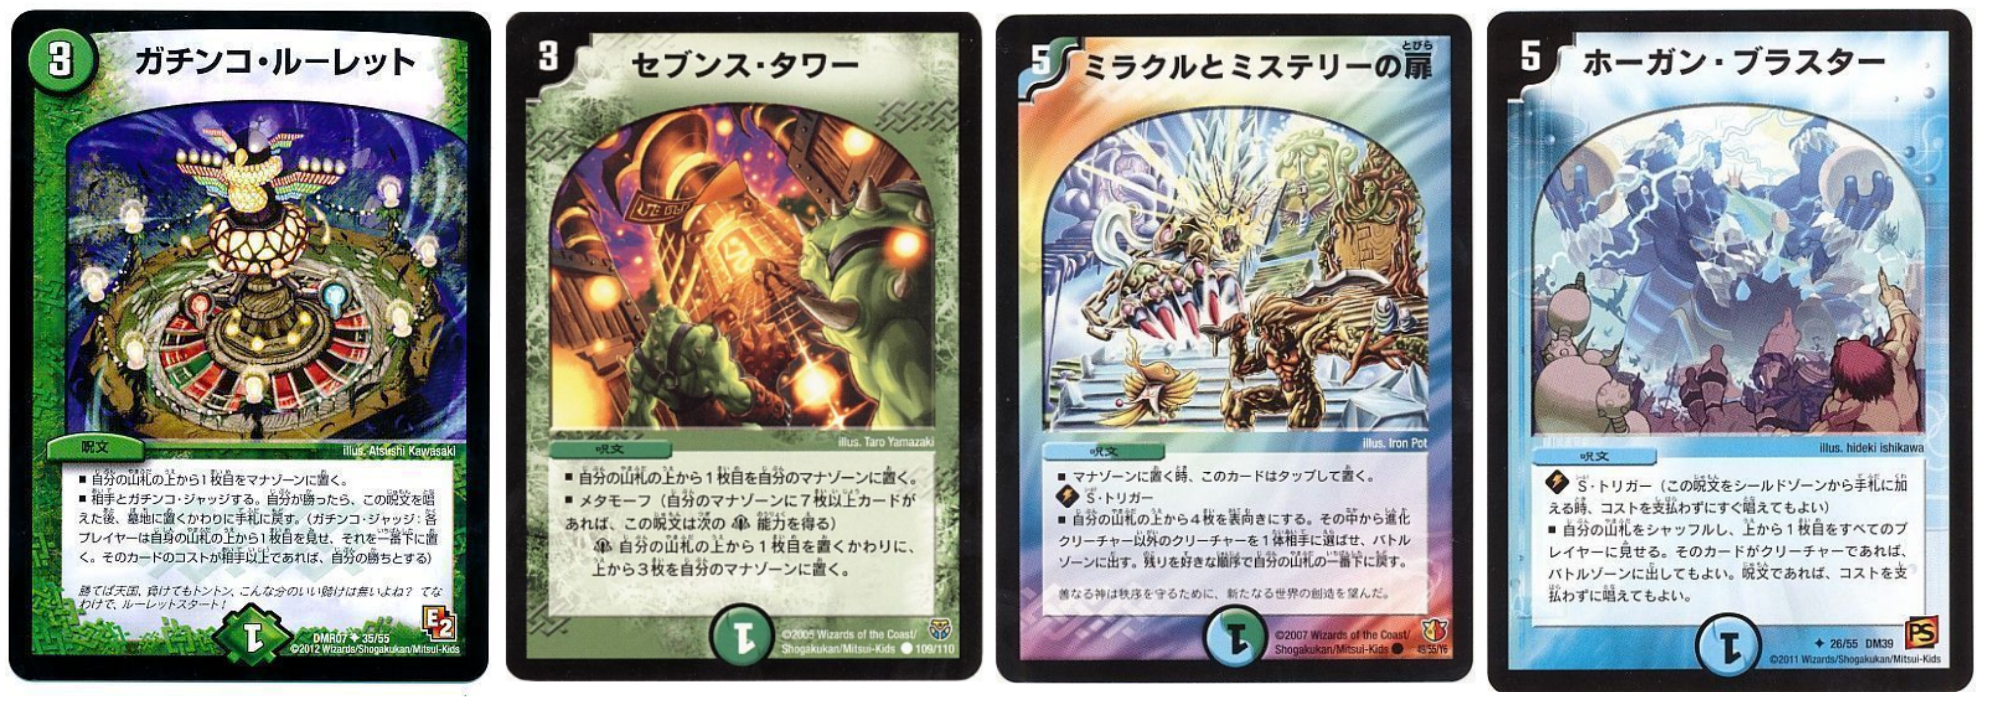 3
ガチンコ・ルーレット
呪文
illus. Atsushi Kawasaki
■ 自分の山札の上から1枚目をマナゾーンに置く。
■ 相手とガチンコ・ジャッジする。自分が勝ったら、この呪文を唱
えた後、墓地に置くかわりに手札に戻す。(ガチンコ・ジャッジ:各
プレイヤーは自身の山札の上から1枚目を見せ、それを一番下に置
く。そのカードのコストが相手以上であれば、自分の勝ちとする)
勝てば天国、負けてもトントン、こんな分のいい賭けは無いよね? てな
わけで、ルーレットスタート!
1
DMR07 35/55
©2012 Wizards/Shogakukan/Mitsui-Kids
E2
3
セブンス・タワー
呪文
illus. Taro Yamazaki
■ 自分の山札の上から1枚目を自分のマナゾーンに置く。
■ メタモーフ(自分のマナゾーンに7枚以上カードが
あれば、この呪文は次の 能力を得る)
自分の山札の上から1枚目を置くかわりに、
上から3枚を自分のマナゾーンに置く。
1
©2005 Wizards of the Coast/
Shogakukan/Mitsui-Kids 109/110
5
とびら
ミラクルとミステリーの扉
呪文
illus. Iron Pot
■ マナゾーンに置く時、このカードはタップして置く。
S・トリガー
■ 自分の山札の上から4枚を表向きにする。その中から進化
クリーチャー以外のクリーチャーを1体相手に選ばせ、バトル
ゾーンに出す。残りを好きな順序で自分の山札の一番下に戻す。
善なる神は秩序を守るために、新たなる世界の創造を望んだ。
1
©2007 Wizards of the Coast/
Shogakukan/Mitsui-Kids 49/55/Y6
5
ホーガン・ブラスター
呪文
illus. hideki ishikawa
S・トリガー(この呪文をシールドゾーンから手札に加
える時、コストを支払わずにすぐ唱えてもよい)
■ 自分の山札をシャッフルし、上から1枚目をすべてのプ
レイヤーに見せる。そのカードがクリーチャーであれば、
バトルゾーンに出してもよい。呪文であれば、コストを支
払わずに唱えてもよい。
1
26/55 DM39
©2011 Wizards/Shogakukan/Mitsui-Kids
PS